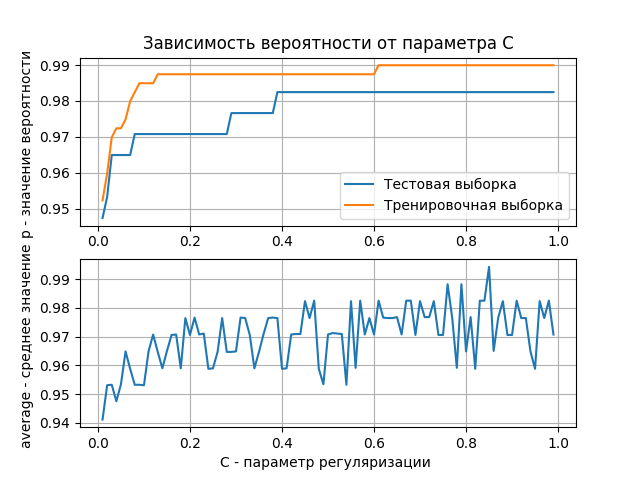 Зависимость вероятности от параметра C
0.99
0.98
0.97
0.96
0.95
0.0 0.2 0.4 0.6 0.8 1.0
Тестовая выборка
Тренировочная выборка
average - среднее значение p - значение вероятности
0.99
0.98
0.97
0.96
0.95
0.94
0.0 0.2 0.4 0.6 0.8 1.0
C - параметр регуляризации